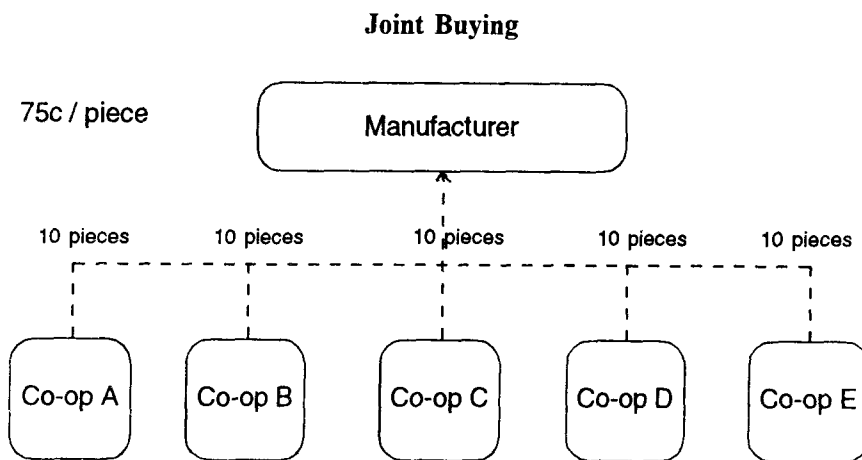 Joint Buying
75c / piece
Manufacturer
10 pieces
10 pieces
10 pieces
10 pieces
10 pieces
Co-op A
Co-op B
Co-op C
Co-op D
Co-op E